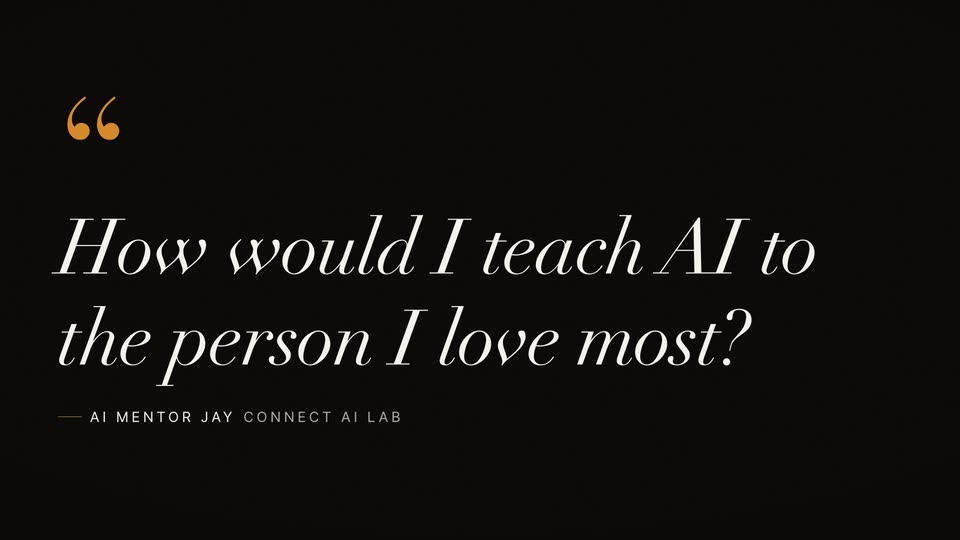 “
How would I teach AI to
the person I love most?
AI MENTOR JAY CONNECT AI LAB